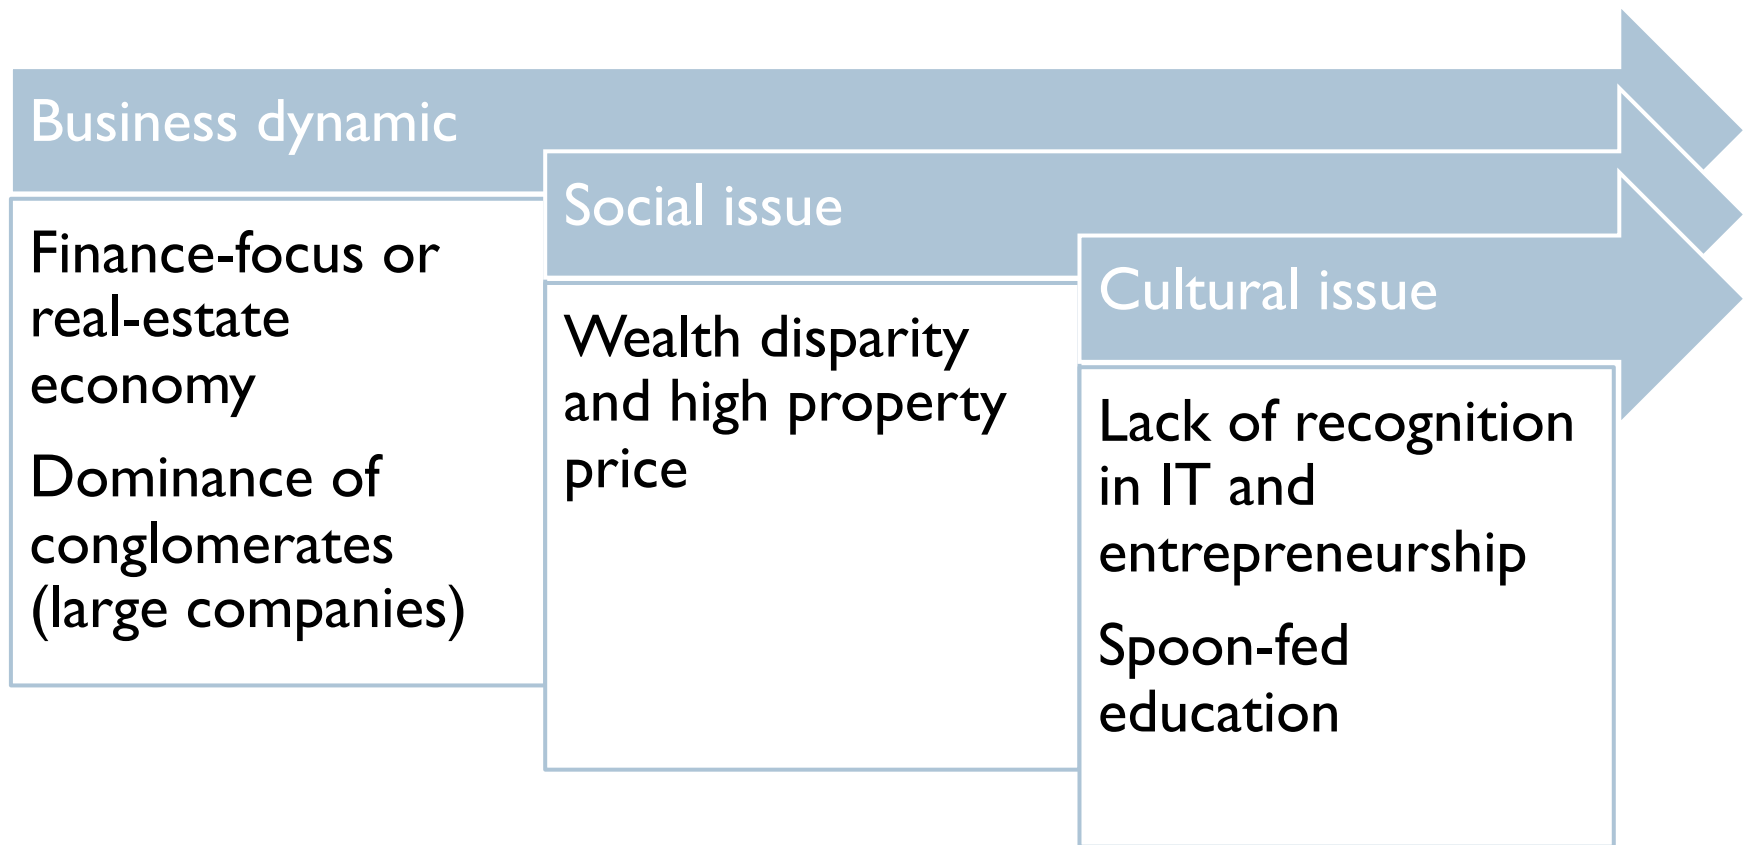 Business dynamic
Finance-focus or
real-estate
economy
Dominance of
conglomerates
(large companies)
Social issue
Wealth disparity
and high property
price
Cultural issue
Lack of recognition
in IT and
entrepreneurship
Spoon-fed
education